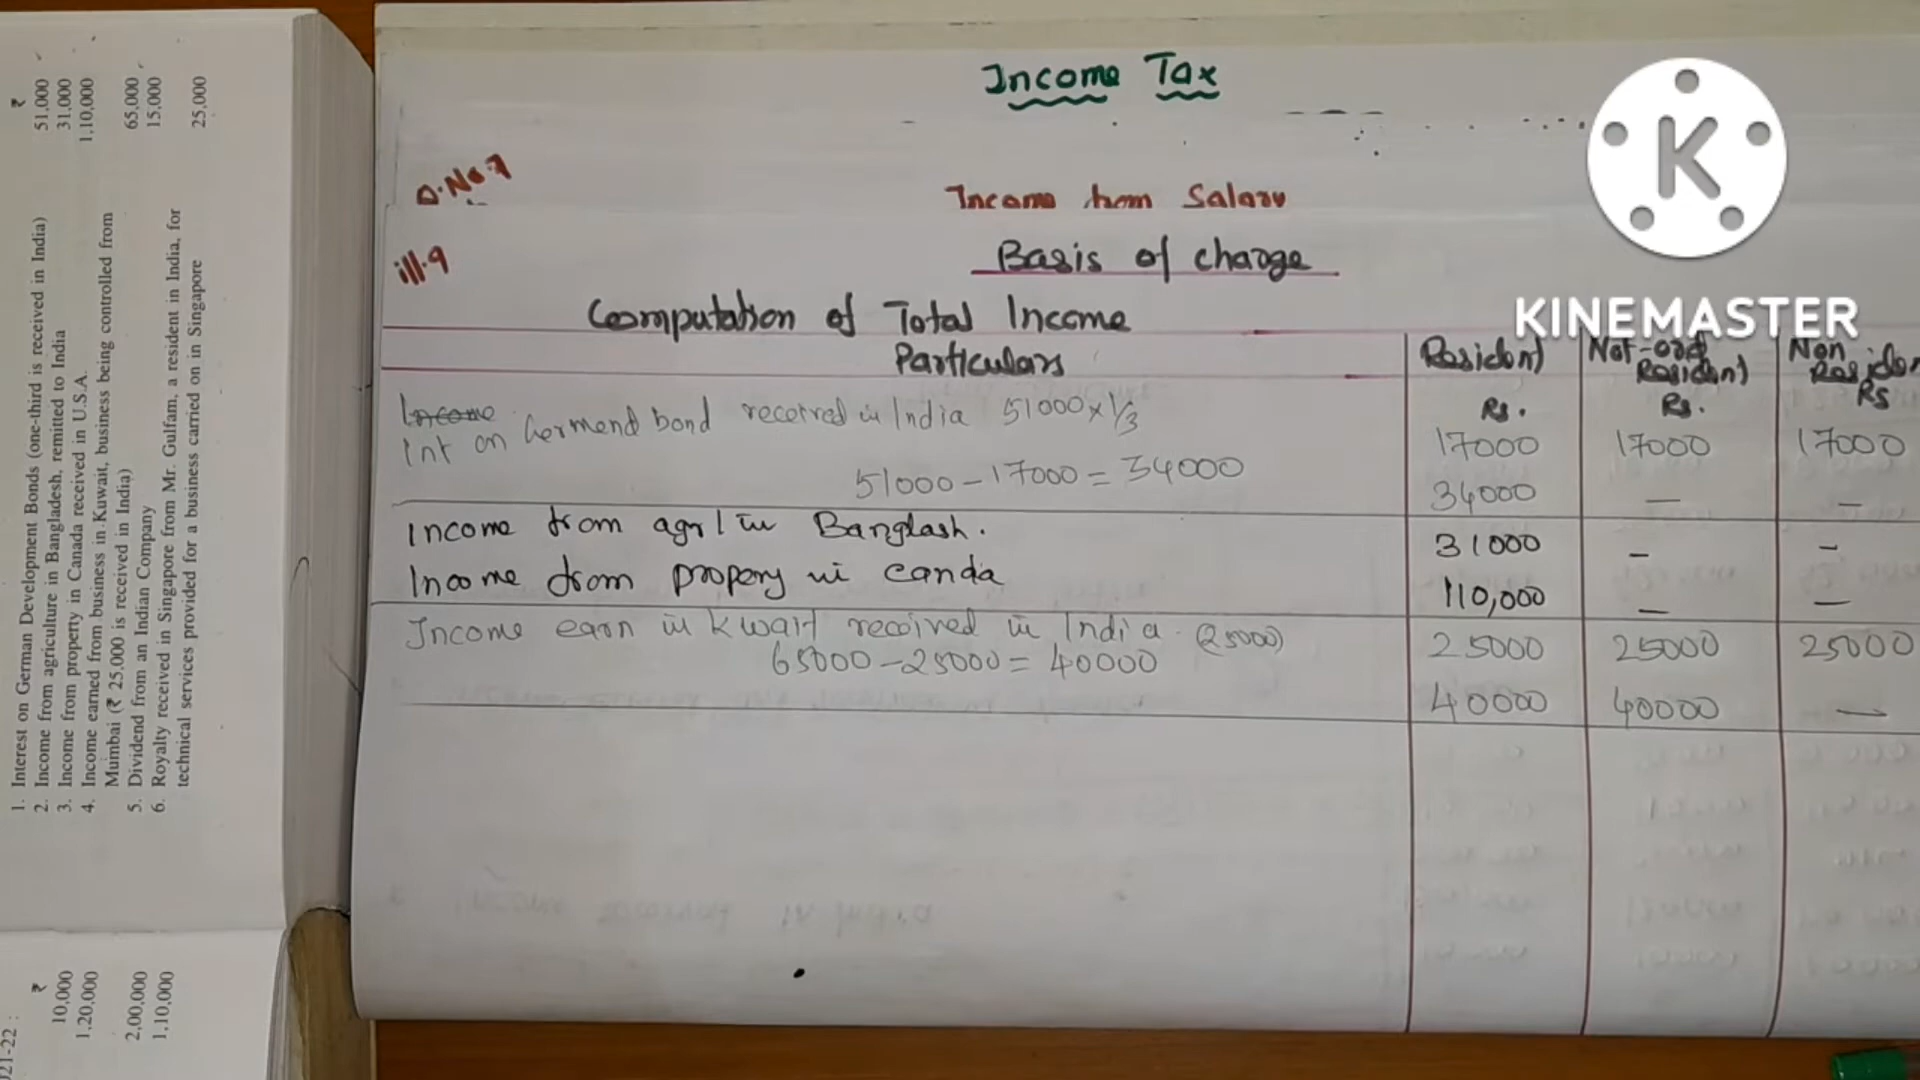 ₹
1. Interest on German Development Bonds (one-third is received in India) 51,000
2. Income from agriculture in Bangladesh, remitted to India 31,000
3. Income from property in Canada received in U.S.A. 1,10,000
4. Income earned from business in Kuwait, business being controlled from
Mumbai (₹ 25,000 is received in India) 65,000
5. Dividend from an Indian Company 15,000
6. Royalty received in Singapore from Mr. Gulfam, a resident in India, for
technical services provided for a business carried on in Singapore 25,000
021-22 :
₹
10,000
1,20,000
2,00,000
1,10,000
Income Tax
Income from Salary
ill.9
Basis of charge
Computation of Total Income
Particulars
Resident
Rs.
Not-ord
Resident
Rs.
Non
Residen
Rs
Int on Germend bond received in India 51000 x 1/3
17000 17000 17000
51000 - 17000 = 34000
34000 — —
Income from agrl in Banglash.
31000 — —
Income from propery in canda
110,000 — —
Income earn in Kwait received in India (25000)
25000 25000 25000
65000 - 25000 = 40000
40000 40000 —
K
KINEMASTER